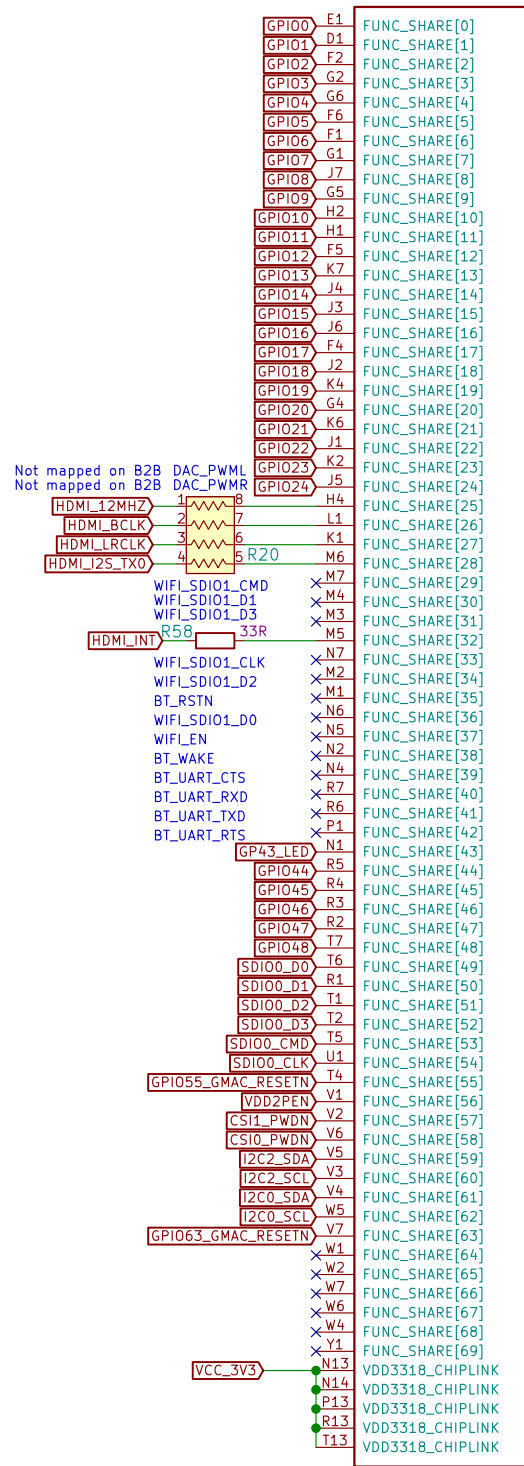 GPIO0 E1 FUNC_SHARE[0]
GPIO1 D1 FUNC_SHARE[1]
GPIO2 F2 FUNC_SHARE[2]
GPIO3 G2 FUNC_SHARE[3]
GPIO4 G6 FUNC_SHARE[4]
GPIO5 F6 FUNC_SHARE[5]
GPIO6 F1 FUNC_SHARE[6]
GPIO7 G1 FUNC_SHARE[7]
GPIO8 J7 FUNC_SHARE[8]
GPIO9 G5 FUNC_SHARE[9]
GPIO10 H2 FUNC_SHARE[10]
GPIO11 H1 FUNC_SHARE[11]
GPIO12 F5 FUNC_SHARE[12]
GPIO13 K7 FUNC_SHARE[13]
GPIO14 J4 FUNC_SHARE[14]
GPIO15 J3 FUNC_SHARE[15]
GPIO16 J6 FUNC_SHARE[16]
GPIO17 F4 FUNC_SHARE[17]
GPIO18 J2 FUNC_SHARE[18]
GPIO19 K4 FUNC_SHARE[19]
GPIO20 G4 FUNC_SHARE[20]
GPIO21 K6 FUNC_SHARE[21]
GPIO22 J1 FUNC_SHARE[22]
Not mapped on B2B DAC_PWML GPIO23 K2 FUNC_SHARE[23]
Not mapped on B2B DAC_PWMR GPIO24 J5 FUNC_SHARE[24]
HDMI_12MHZ 1 8 H4 FUNC_SHARE[25]
HDMI_BCLK 2 7 L1 FUNC_SHARE[26]
HDMI_LRCLK 3 6 K1 FUNC_SHARE[27]
HDMI_I2S_TX0 4 5 R20 M6 FUNC_SHARE[28]
WIFI_SDIO1_CMD M7 FUNC_SHARE[29]
WIFI_SDIO1_D1 M4 FUNC_SHARE[30]
WIFI_SDIO1_D3 M3 FUNC_SHARE[31]
HDMI_INT R58 33R M5 FUNC_SHARE[32]
WIFI_SDIO1_CLK N7 FUNC_SHARE[33]
WIFI_SDIO1_D2 M2 FUNC_SHARE[34]
BT_RSTN M1 FUNC_SHARE[35]
WIFI_SDIO1_D0 N6 FUNC_SHARE[36]
WIFI_EN N5 FUNC_SHARE[37]
BT_WAKE N2 FUNC_SHARE[38]
BT_UART_CTS N4 FUNC_SHARE[39]
BT_UART_RXD R7 FUNC_SHARE[40]
BT_UART_TXD R6 FUNC_SHARE[41]
BT_UART_RTS P1 FUNC_SHARE[42]
GP43_LED N1 FUNC_SHARE[43]
GPIO44 R5 FUNC_SHARE[44]
GPIO45 R4 FUNC_SHARE[45]
GPIO46 R3 FUNC_SHARE[46]
GPIO47 R2 FUNC_SHARE[47]
GPIO48 T7 FUNC_SHARE[48]
SDIO0_D0 T6 FUNC_SHARE[49]
SDIO0_D1 R1 FUNC_SHARE[50]
SDIO0_D2 T1 FUNC_SHARE[51]
SDIO0_D3 T2 FUNC_SHARE[52]
SDIO0_CMD T5 FUNC_SHARE[53]
SDIO0_CLK U1 FUNC_SHARE[54]
GPIO55_GMAC_RESETN T4 FUNC_SHARE[55]
VDD2PEN V1 FUNC_SHARE[56]
CSI1_PWDN V2 FUNC_SHARE[57]
CSI0_PWDN V6 FUNC_SHARE[58]
I2C2_SDA V5 FUNC_SHARE[59]
I2C2_SCL V3 FUNC_SHARE[60]
I2C0_SDA V4 FUNC_SHARE[61]
I2C0_SCL W5 FUNC_SHARE[62]
GPIO63_GMAC_RESETN V7 FUNC_SHARE[63]
W1 FUNC_SHARE[64]
W2 FUNC_SHARE[65]
W7 FUNC_SHARE[66]
W6 FUNC_SHARE[67]
W4 FUNC_SHARE[68]
Y1 FUNC_SHARE[69]
VCC_3V3 N13 VDD3318_CHIPLINK
N14 VDD3318_CHIPLINK
P13 VDD3318_CHIPLINK
R13 VDD3318_CHIPLINK
T13 VDD3318_CHIPLINK